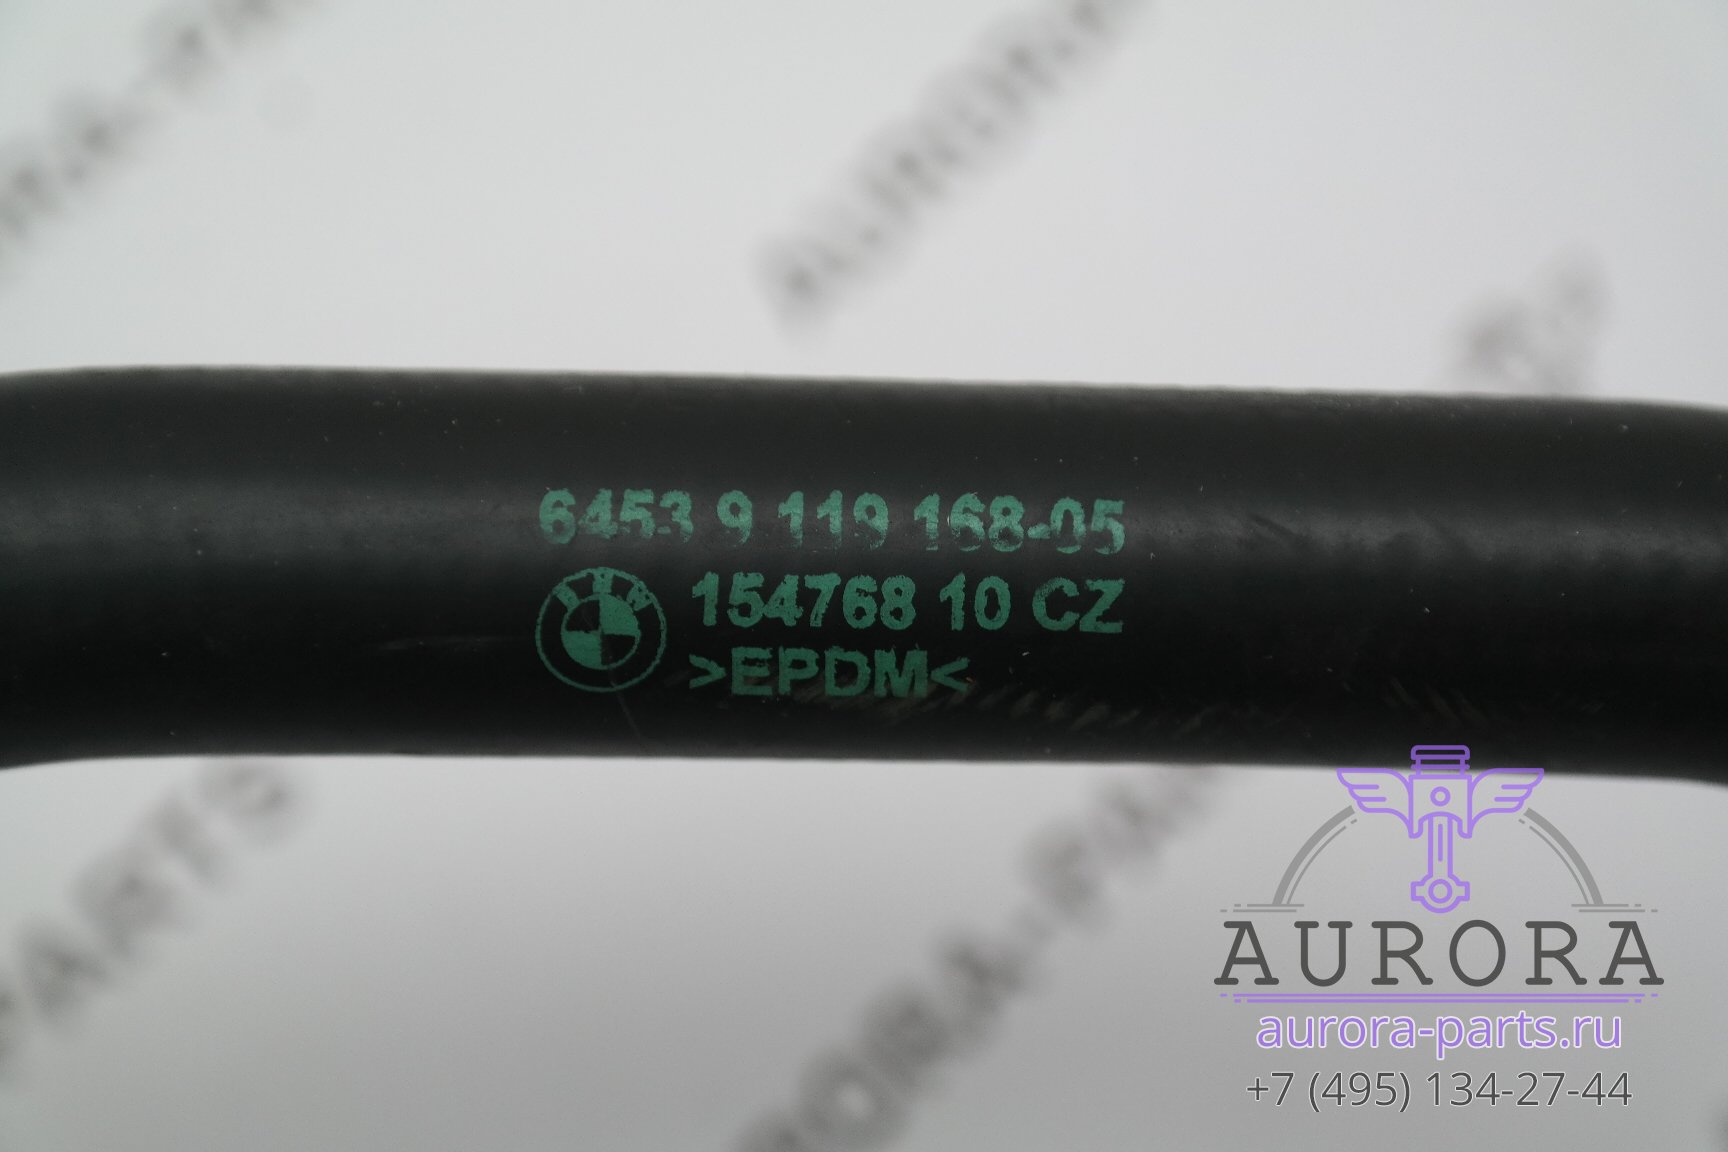 6453 9 119 168-05
154768 10 CZ
>EPDM<
AURORA
aurora-parts.ru
+7 (495) 134-27-44